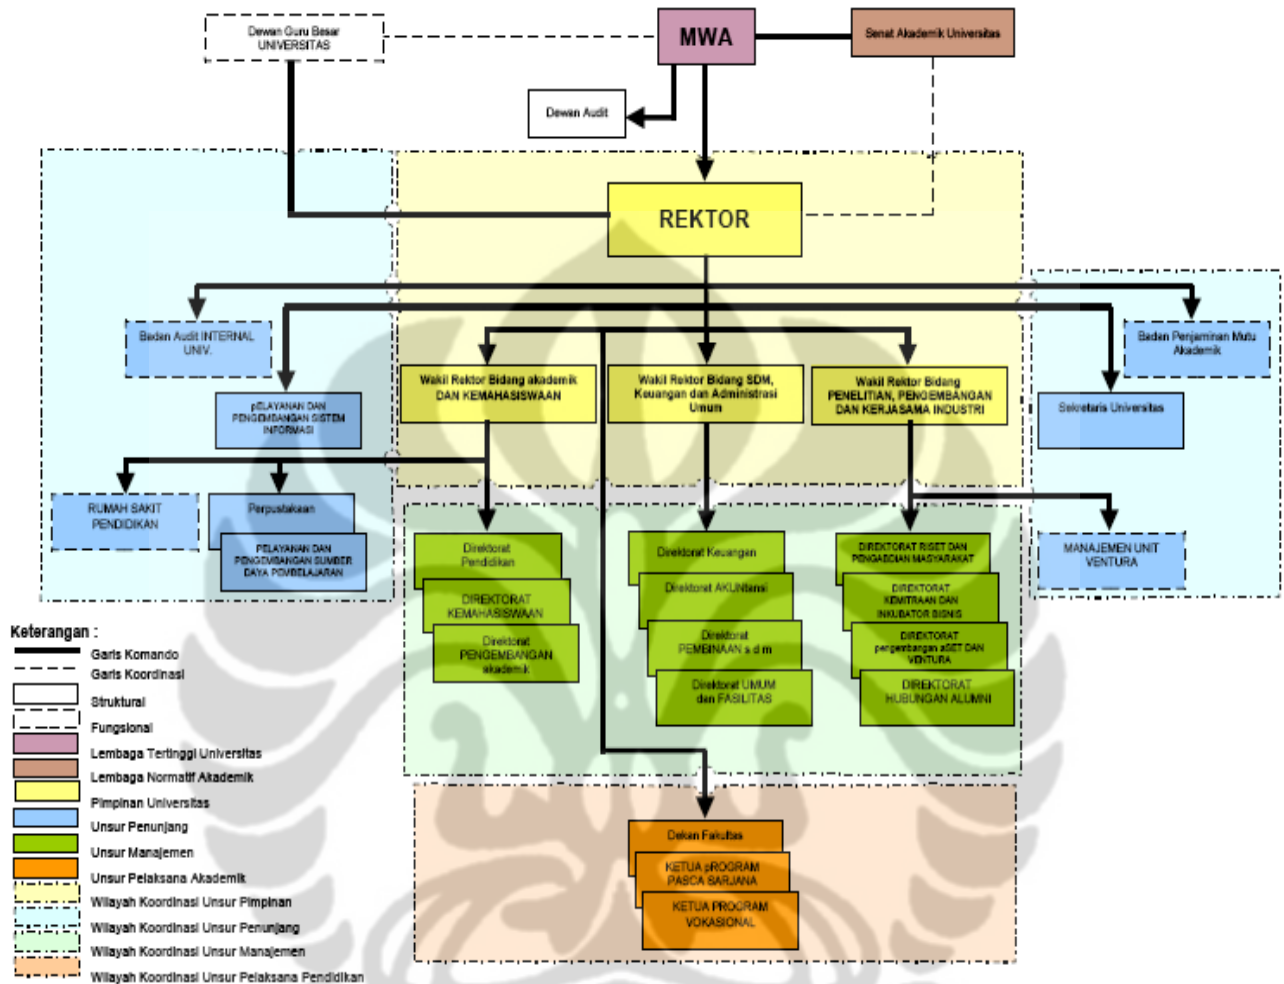 Dewan Guru Besar
UNIVERSITAS
MWA
Senat Akademik Universitas
Dewan Audit
REKTOR
Badan Audit INTERNAL
UNIV.
Badan Penjaminan Mutu
Akademik
pELAYANAN DAN
PENGEMBANGAN SISTEM
INFORMASI
Wakil Rektor Bidang akademik
DAN KEMAHASISWAAN
Wakil Rektor Bidang SDM,
Keuangan dan Administrasi
Umum
Wakil Rektor Bidang
PENELITIAN, PENGEMBANGAN
DAN KERJASAMA INDUSTRI
Sekretaris Universitas
RUMAH SAKIT
PENDIDIKAN
Perpustakaan
PELAYANAN DAN
PENGEMBANGAN SUMBER
DAYA PEMBELAJARAN
Direktorat
Pendidikan
DIREKTORAT
KEMAHASISWAAN
Direktorat
PENGEMBANGAN
akademik
Direktorat Keuangan
Direktorat AKUNtansi
Direktorat
PEMBINAAN s d m
Direktorat UMUM
dan FASILITAS
DIREKTORAT RISET DAN
PENGABDIAN MASYARAKAT
DIREKTORAT
KEMITRAAN DAN
INKUBATOR BISNIS
DIREKTORAT
pengembangan aSET DAN
VENTURA
DIREKTORAT
HUBUNGAN ALUMNI
MANAJEMEN UNIT
VENTURA
Dekan Fakultas
KETUA pROGRAM
PASCA SARJANA
KETUA PROGRAM
VOKASIONAL
Keterangan :
Garis Komando
Garis Koordinasi
Struktural
Fungsional
Lembaga Tertinggi Universitas
Lembaga Normatif Akademik
Pimpinan Universitas
Unsur Penunjang
Unsur Manajemen
Unsur Pelaksana Akademik
Wilayah Koordinasi Unsur Pimpinan
Wilayah Koordinasi Unsur Penunjang
Wilayah Koordinasi Unsur Manajemen
Wilayah Koordinasi Unsur Pelaksana Pendidikan